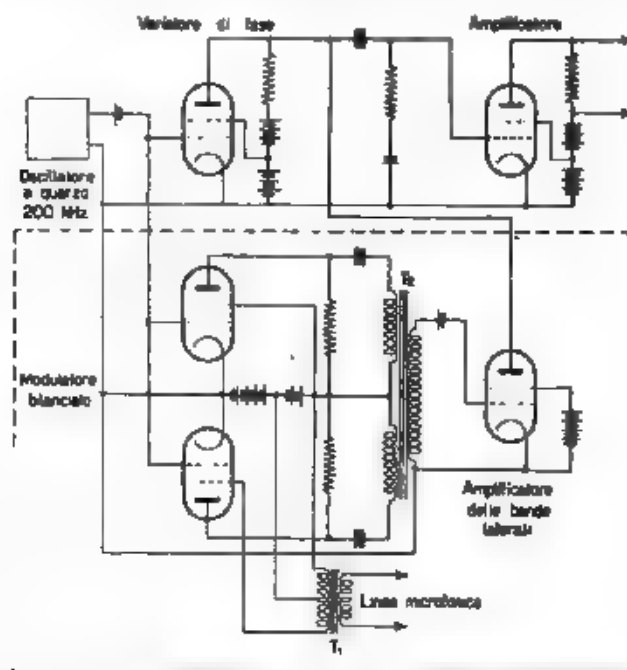 Variatore di fase
Amplificatore
Oscillatore
a quarzo
200 kHz
T₂
Modulatore
bilanciato
Amplificatore
delle bande
laterali
Linea microfonica
T₁